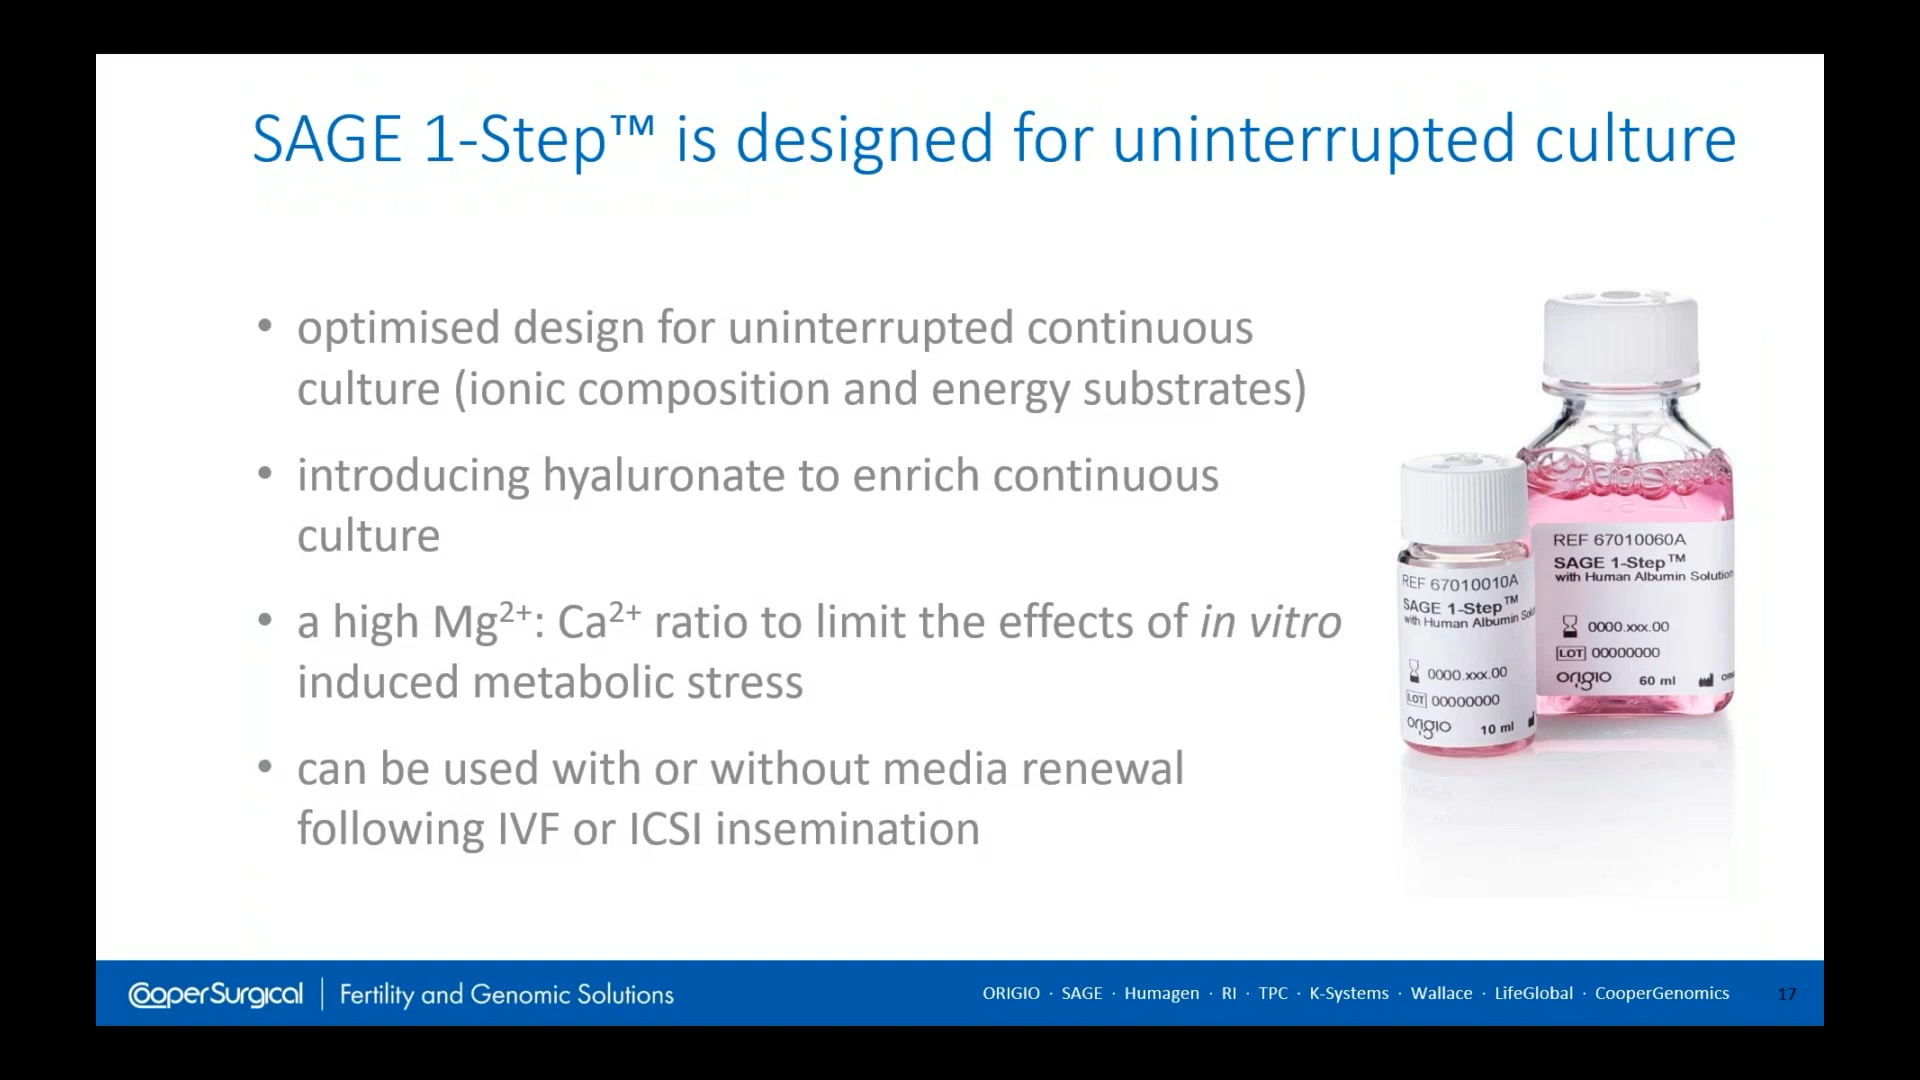 SAGE 1-Step™ is designed for uninterrupted culture
• optimised design for uninterrupted continuous
culture (ionic composition and energy substrates)
• introducing hyaluronate to enrich continuous
culture
• a high Mg²⁺: Ca²⁺ ratio to limit the effects of in vitro
induced metabolic stress
• can be used with or without media renewal
following IVF or ICSI insemination
REF 67010060A
SAGE 1-Step™
with Human Albumin Solution
0000.xxx.00
LOT 00000000
origio 60 ml
REF 67010010A
SAGE 1-Step™
with Human Albumin
0000.xxx.00
LOT 00000000
origio 10 ml
CooperSurgical | Fertility and Genomic Solutions
ORIGIO · SAGE · Humagen · RI · TPC · K-Systems · Wallace · LifeGlobal · CooperGenomics
17